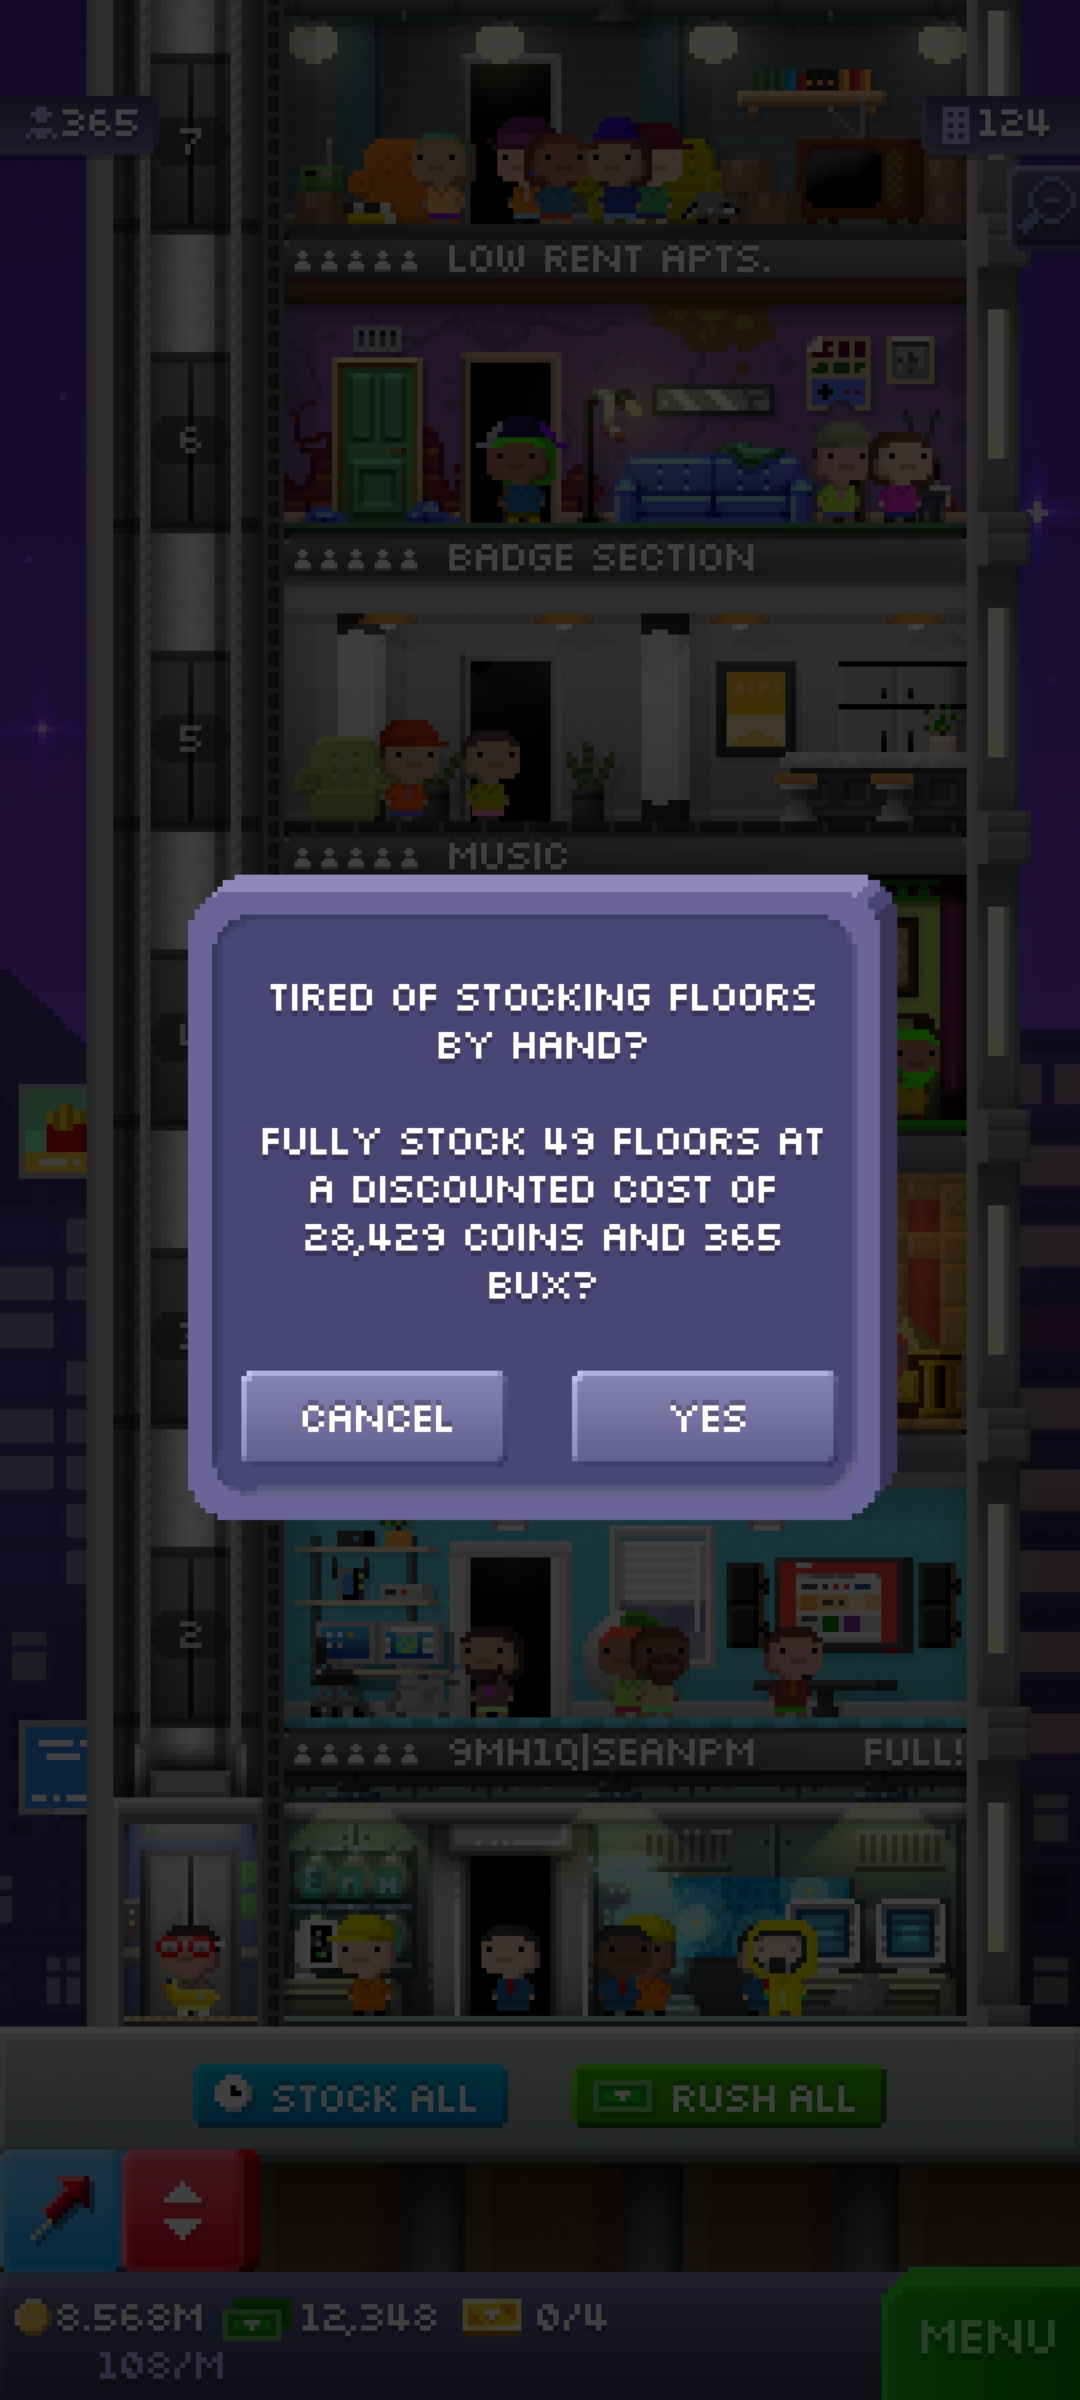 365
7
124
LOW RENT APTS.
6
BADGE SECTION
5
MUSIC
TIRED OF STOCKING FLOORS
BY HAND?
FULLY STOCK 49 FLOORS AT
A DISCOUNTED COST OF
28,429 COINS AND 365
BUX?
CANCEL
YES
2
9MH1Q|SEANPM
FULL!
STOCK ALL
RUSH ALL
8.568M
12,348
0/4
108/M
MENU